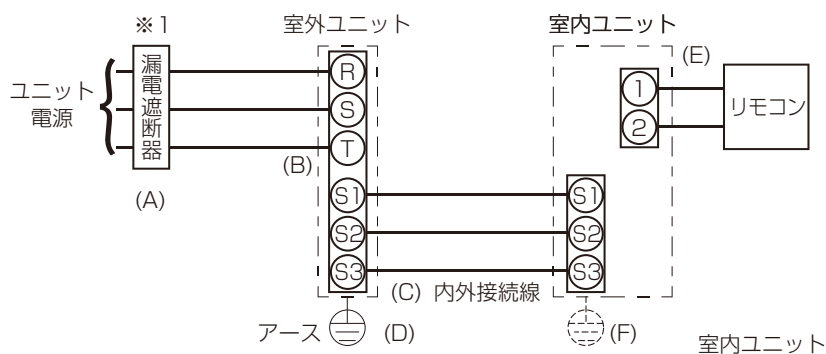 ※1
室外ユニット
室内ユニット
ユニット
電源
漏電遮断器
(A)
R
S
T
(B)
S1
S2
S3
(C) 内外接続線
アース
(D)
1
2
(E)
リモコン
S1
S2
S3
(F)
室内ユニット